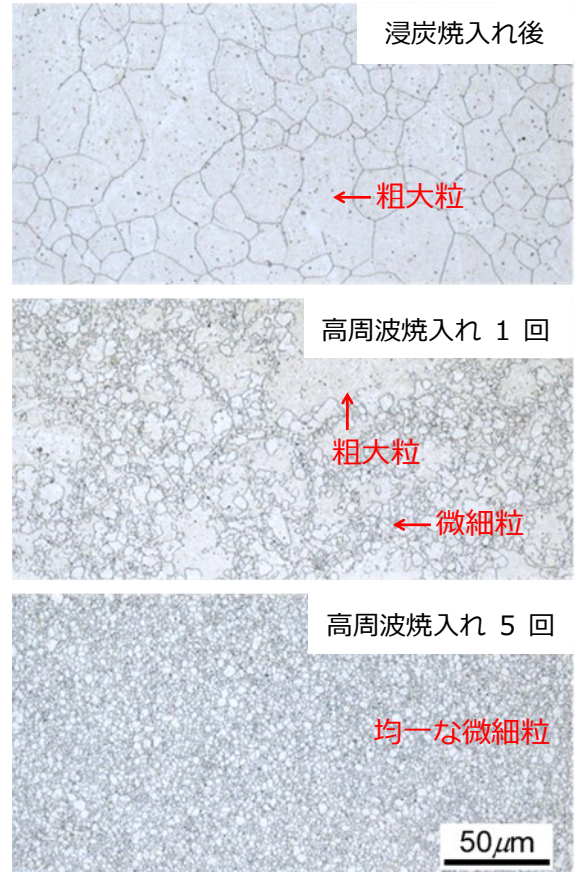 浸炭焼入れ後
粗大粒
高周波焼入れ 1 回
粗大粒
微細粒
高周波焼入れ 5 回
均一な微細粒
50μm